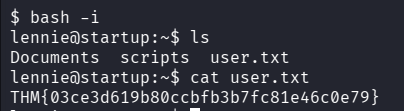 $ bash -i
lennie@startup:~$ ls
Documents  scripts  user.txt
lennie@startup:~$ cat user.txt
THM{03ce3d619b80ccbfb3b7fc81e46c0e79}